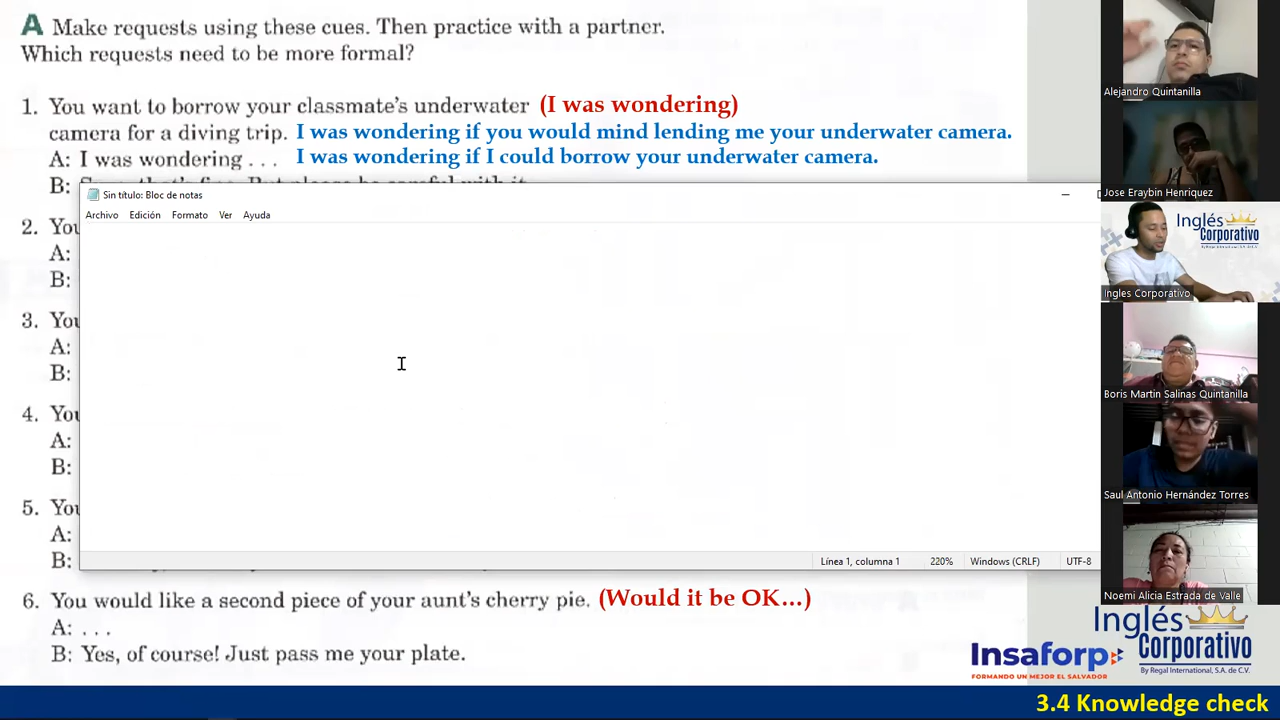 A Make requests using these cues. Then practice with a partner.
Which requests need to be more formal?
1. You want to borrow your classmate's underwater (I was wondering)
camera for a diving trip. I was wondering if you would mind lending me your underwater camera.
A: I was wondering . . . I was wondering if I could borrow your underwater camera.
B:
Sin título: Bloc de notas
Archivo Edición Formato Ver Ayuda
2. You
A:
B:
3. You
A:
B:
4. You
A:
B:
5. You
A:
B:
Línea 1, columna 1 220% Windows (CRLF) UTF-8
6. You would like a second piece of your aunt's cherry pie. (Would it be OK...)
A: . . .
B: Yes, of course! Just pass me your plate.
Alejandro Quintanilla
Jose Eraybin Henriquez
Inglés
Corporativo
Ingles Corporativo
Boris Martin Salinas Quintanilla
Saul Antonio Hernández Torres
Noemi Alicia Estrada de Valle
Insaforp
FORMANDO UN MEJOR EL SALVADOR
Inglés
Corporativo
By Regal International, S.A. de C.V.
3.4 Knowledge check